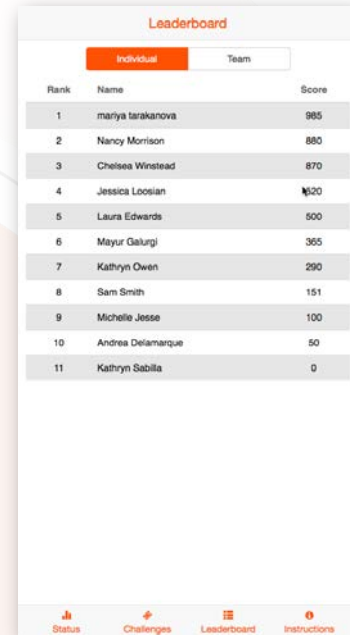 Leaderboard
Individual Team
Rank Name Score
1 mariya tarakanova 985
2 Nancy Morrison 880
3 Chelsea Winstead 870
4 Jessica Loosian
5 Laura Edwards 500
6 Mayur Galurgi 365
7 Kathryn Owen 290
8 Sam Smith 151
9 Michelle Jesse 100
10 Andrea Delamarque 50
11 Kathryn Sabilla 0
Status Challenges Leaderboard Instructions